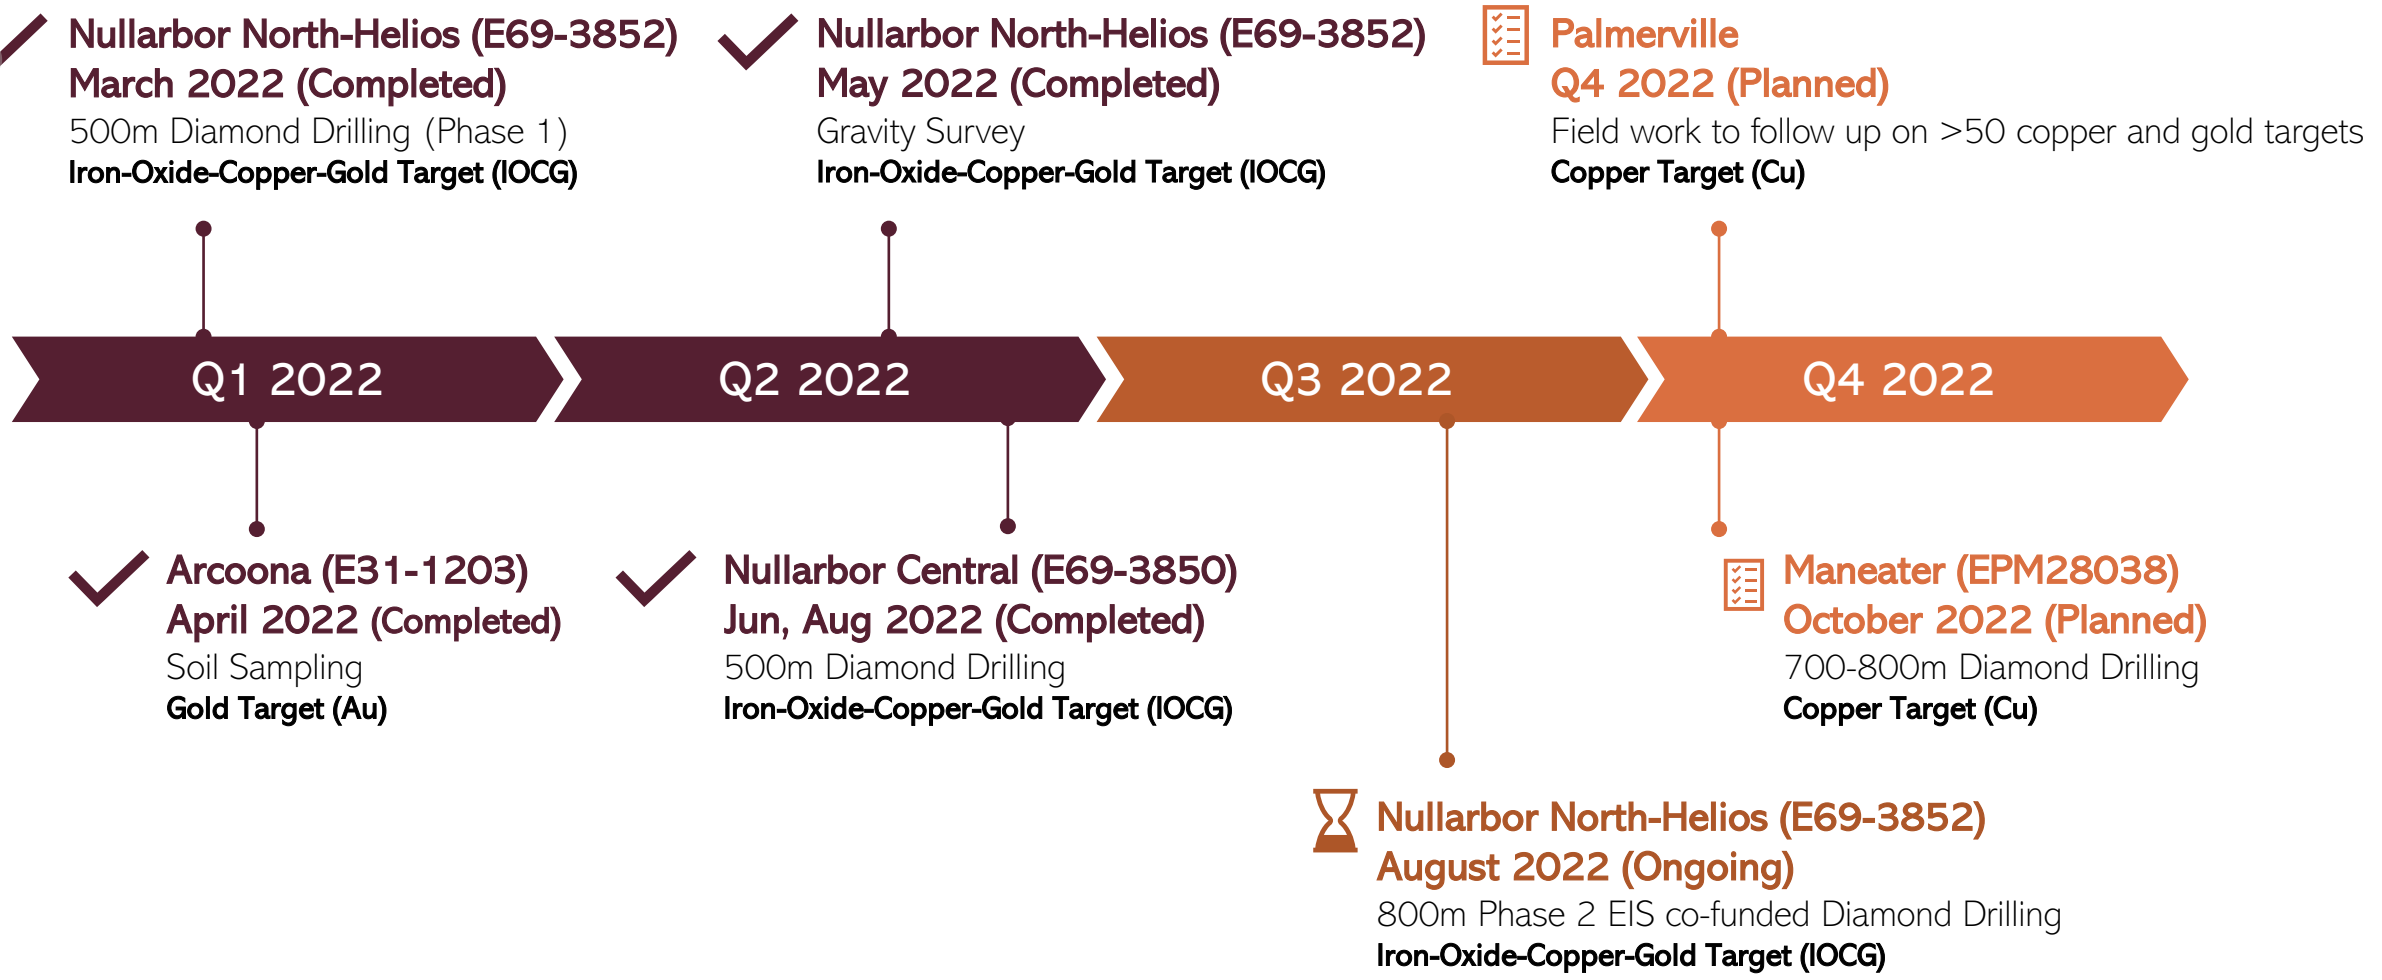 Nullarbor North-Helios (E69-3852)
March 2022 (Completed)
500m Diamond Drilling (Phase 1)
Iron-Oxide-Copper-Gold Target (IOCG)
Nullarbor North-Helios (E69-3852)
May 2022 (Completed)
Gravity Survey
Iron-Oxide-Copper-Gold Target (IOCG)
Palmerville
Q4 2022 (Planned)
Field work to follow up on >50 copper and gold targets
Copper Target (Cu)
Q1 2022
Q2 2022
Q3 2022
Q4 2022
Arcoona (E31-1203)
April 2022 (Completed)
Soil Sampling
Gold Target (Au)
Nullarbor Central (E69-3850)
Jun, Aug 2022 (Completed)
500m Diamond Drilling
Iron-Oxide-Copper-Gold Target (IOCG)
Maneater (EPM28038)
October 2022 (Planned)
700-800m Diamond Drilling
Copper Target (Cu)
Nullarbor North-Helios (E69-3852)
August 2022 (Ongoing)
800m Phase 2 EIS co-funded Diamond Drilling
Iron-Oxide-Copper-Gold Target (IOCG)